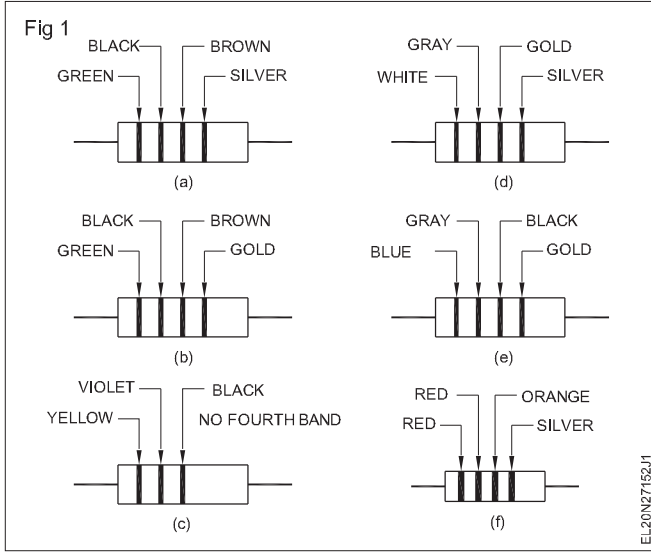 Fig 1
BLACK BROWN
GREEN SILVER
(a)
GRAY GOLD
WHITE SILVER
(d)
BLACK BROWN
GREEN GOLD
(b)
GRAY BLACK
BLUE GOLD
(e)
VIOLET BLACK
YELLOW NO FOURTH BAND
(c)
RED ORANGE
RED SILVER
(f)
EL20N27152J1